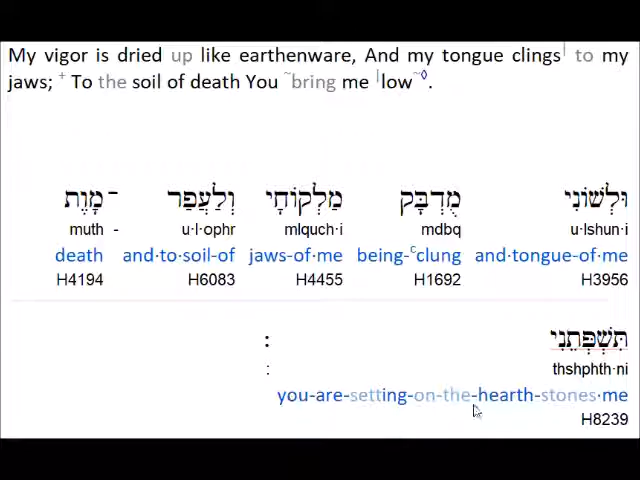 My vigor is dried up like earthenware, And my tongue clings| to my
jaws; + To the soil of death You ~bring me |low~◊ .
וּלְשׁוֹנִי מֻדְבָּק מַלְקוֹחָי וְלַעֲפַר־ מָוֶת
muth - u·l·ophr mlquch·i mdbq u·lshun·i
death and·to·soil-of jaws-of·me being-ᶜclung and·tongue-of·me
H4194 H6083 H4455 H1692 H3956
תִּשְׁפְּתֵנִי :
: thshphth·ni
you-are-setting-on-the-hearth-stones·me
H8239